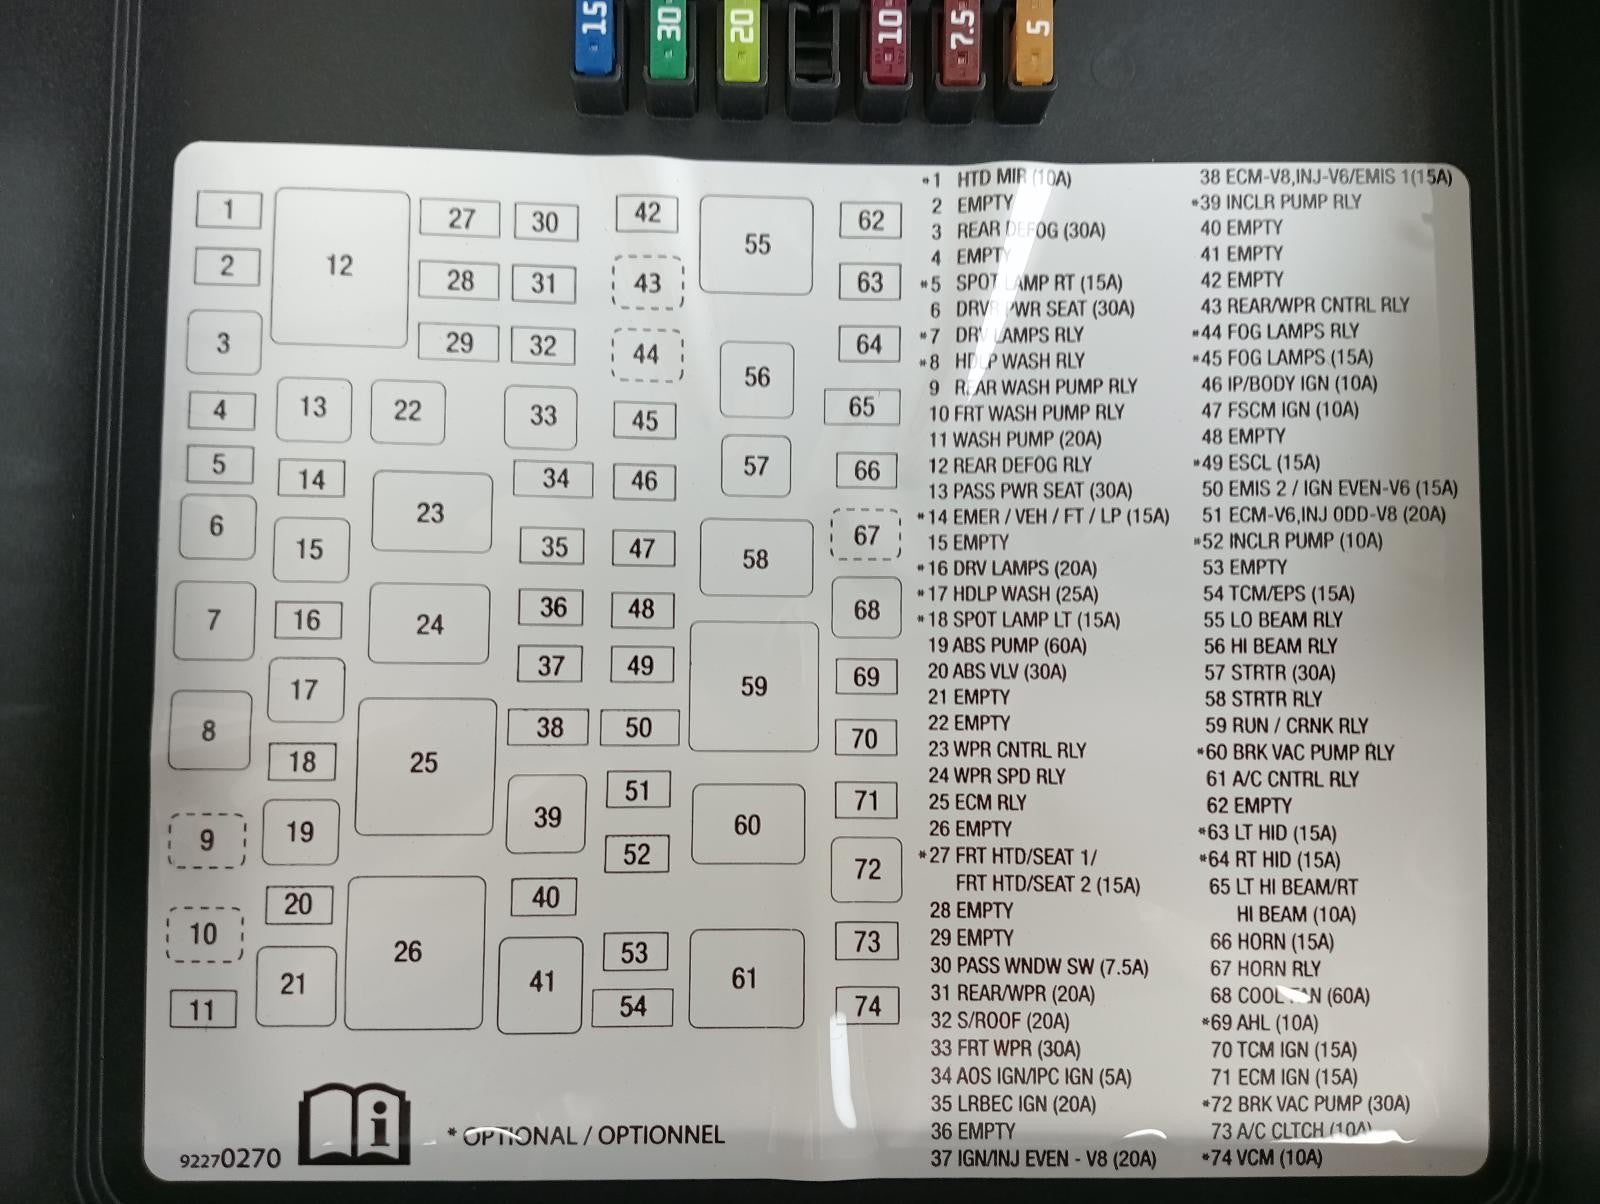 15 30 20 10 7.5 5
1 12 27 30 42 55 62
2 28 31 43 63
3 29 32 44 56 64
4 13 22 33 45 65
5 14 34 46 57 66
6 15 23 35 47 58 67
7 16 24 36 48 68
17 37 49 59 69
8 18 25 38 50 70
9 19 39 51 60 71
52 72
10 20 26 40 53 73
11 21 41 54 61 74
*1 HTD MIR (10A)
2 EMPTY
3 REAR DEFOG (30A)
4 EMPTY
*5 SPOT LAMP RT (15A)
6 DRVR PWR SEAT (30A)
*7 DRV LAMPS RLY
*8 HDLP WASH RLY
9 REAR WASH PUMP RLY
10 FRT WASH PUMP RLY
11 WASH PUMP (20A)
12 REAR DEFOG RLY
13 PASS PWR SEAT (30A)
*14 EMER / VEH / FT / LP (15A)
15 EMPTY
*16 DRV LAMPS (20A)
*17 HDLP WASH (25A)
*18 SPOT LAMP LT (15A)
19 ABS PUMP (60A)
20 ABS VLV (30A)
21 EMPTY
22 EMPTY
23 WPR CNTRL RLY
24 WPR SPD RLY
25 ECM RLY
26 EMPTY
*27 FRT HTD/SEAT 1/
FRT HTD/SEAT 2 (15A)
28 EMPTY
29 EMPTY
30 PASS WNDW SW (7.5A)
31 REAR/WPR (20A)
32 S/ROOF (20A)
33 FRT WPR (30A)
34 AOS IGN/IPC IGN (5A)
35 LRBEC IGN (20A)
36 EMPTY
37 IGN/INJ EVEN - V8 (20A)
38 ECM-V8,INJ-V6/EMIS 1(15A)
*39 INCLR PUMP RLY
40 EMPTY
41 EMPTY
42 EMPTY
43 REAR/WPR CNTRL RLY
*44 FOG LAMPS RLY
*45 FOG LAMPS (15A)
46 IP/BODY IGN (10A)
47 FSCM IGN (10A)
48 EMPTY
*49 ESCL (15A)
50 EMIS 2 / IGN EVEN-V6 (15A)
51 ECM-V6,INJ ODD-V8 (20A)
*52 INCLR PUMP (10A)
53 EMPTY
54 TCM/EPS (15A)
55 LO BEAM RLY
56 HI BEAM RLY
57 STRTR (30A)
58 STRTR RLY
59 RUN / CRNK RLY
*60 BRK VAC PUMP RLY
61 A/C CNTRL RLY
62 EMPTY
*63 LT HID (15A)
*64 RT HID (15A)
65 LT HI BEAM/RT
HI BEAM (10A)
66 HORN (15A)
67 HORN RLY
68 COOL FAN (60A)
*69 AHL (10A)
70 TCM IGN (15A)
71 ECM IGN (15A)
*72 BRK VAC PUMP (30A)
73 A/C CLTCH (10A)
*74 VCM (10A)
* OPTIONAL / OPTIONNEL
92270270